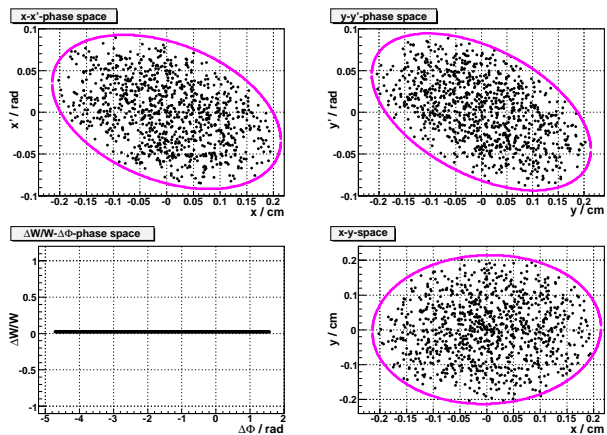 x-x'-phase space
y-y'-phase space
x' / rad
0.1
0.05
0
-0.05
-0.1
-0.2 -0.15 -0.1 -0.05 -0 0.05 0.1 0.15 0.2
x / cm
y' / rad
0.1
0.05
0
-0.05
-0.1
-0.2 -0.15 -0.1 -0.05 -0 0.05 0.1 0.15 0.2
y / cm
ΔW/W-ΔΦ-phase space
x-y-space
ΔW/W
1
0.5
0
-0.5
-1
-5 -4 -3 -2 -1 0 1 2
ΔΦ / rad
y / cm
0.2
0.1
0
-0.1
-0.2
-0.2 -0.15 -0.1 -0.05 -0 0.05 0.1 0.15 0.2
x / cm